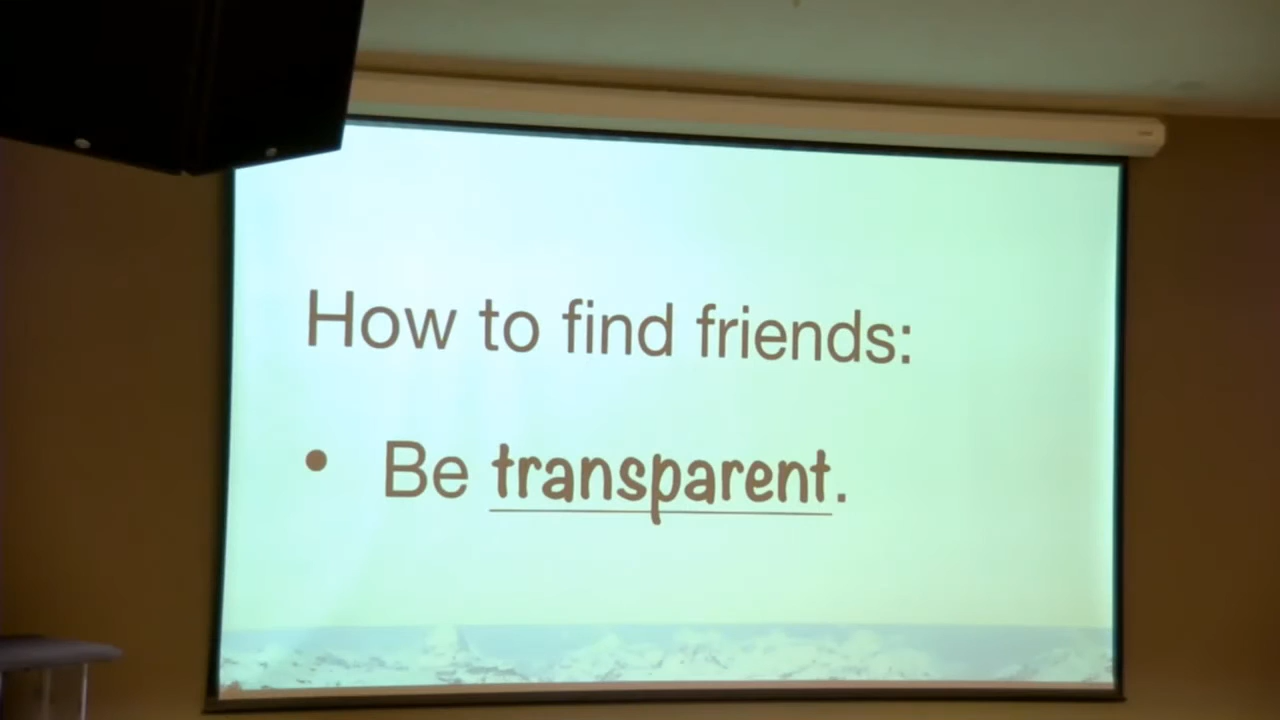 How to find friends:
• Be transparent.